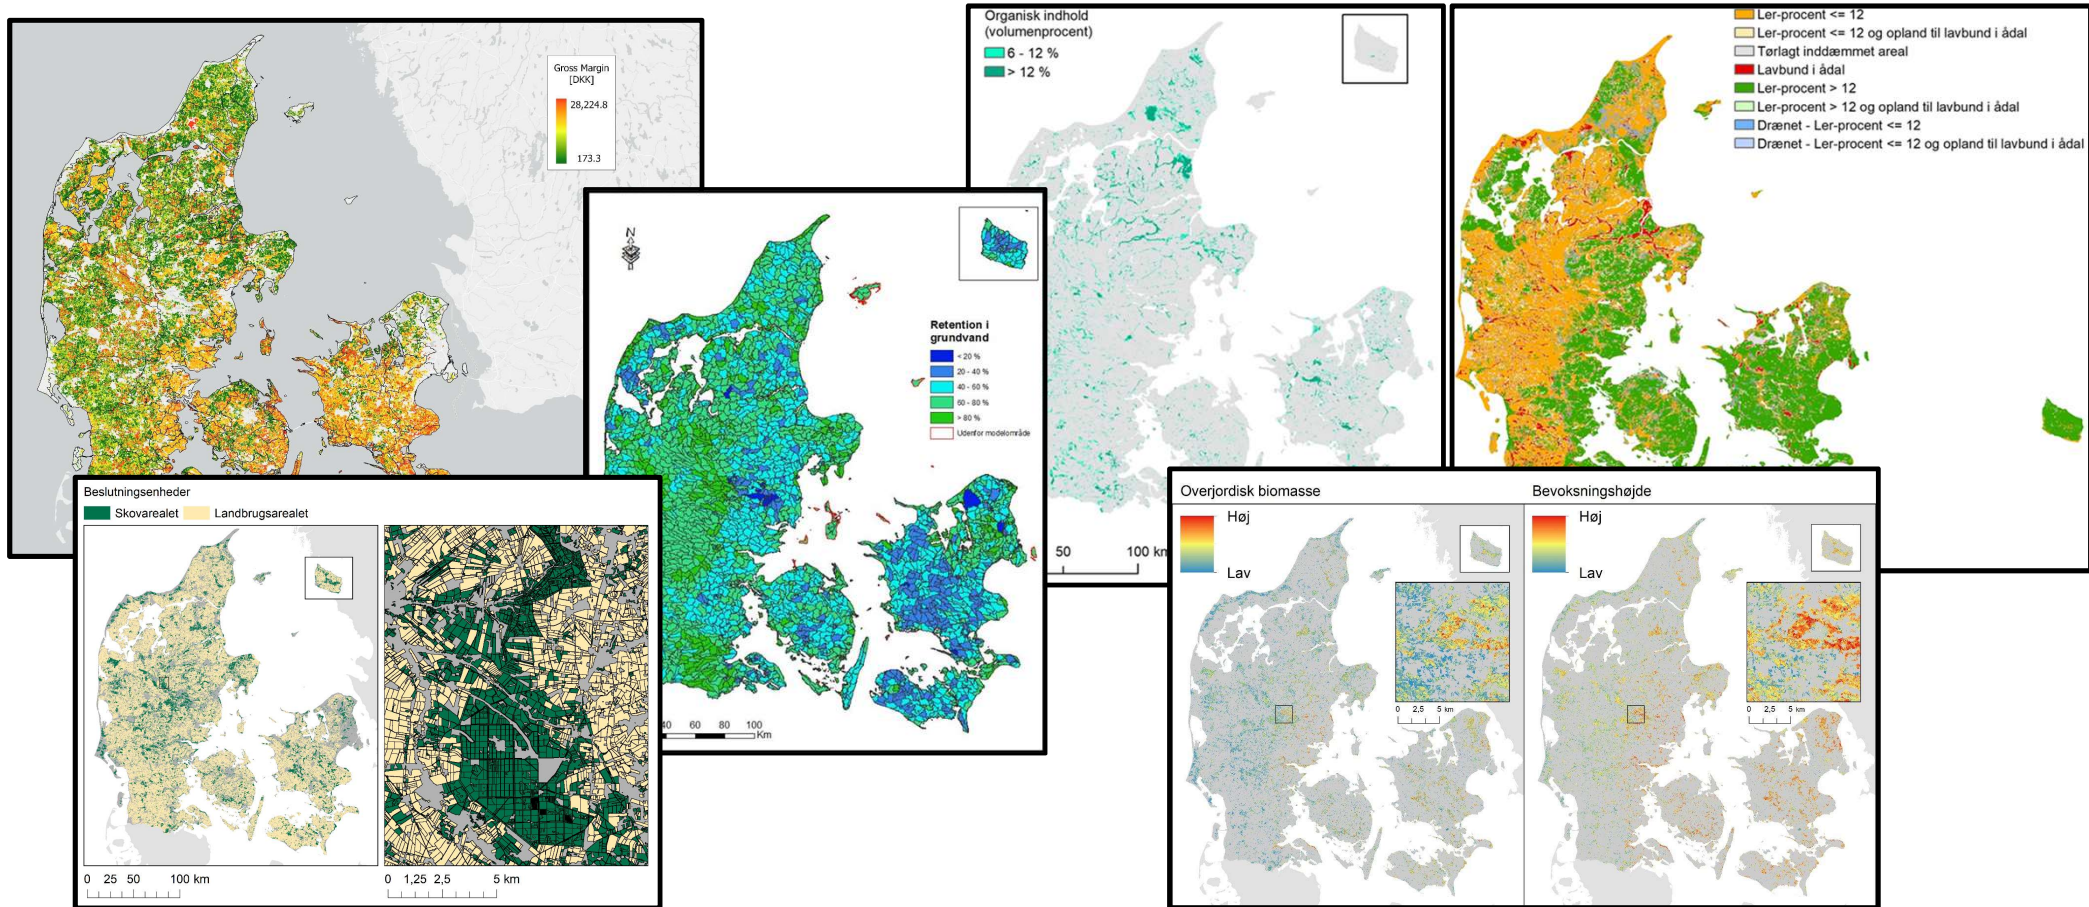 Gross Margin
[DKK]
28,224.8
173.3
Organisk indhold
(volumenprocent)
6 - 12 %
> 12 %
50 100 km
Ler-procent <= 12
Ler-procent <= 12 og opland til lavbund i ådal
Tørlagt inddæmmet areal
Lavbund i ådal
Ler-procent > 12
Ler-procent > 12 og opland til lavbund i ådal
Drænet - Ler-procent <= 12
Drænet - Ler-procent <= 12 og opland til lavbund i ådal
N
Retention i
grundvand
< 20 %
20 - 40 %
40 - 60 %
60 - 80 %
> 80 %
Udenfor modelområde
40 60 80 100
Km
Beslutningsenheder
Skovarealet Landbrugsarealet
0 25 50 100 km
0 1,25 2,5 5 km
Overjordisk biomasse
Høj
Lav
0 2,5 5 km
Bevoksningshøjde
Høj
Lav
0 2,5 5 km